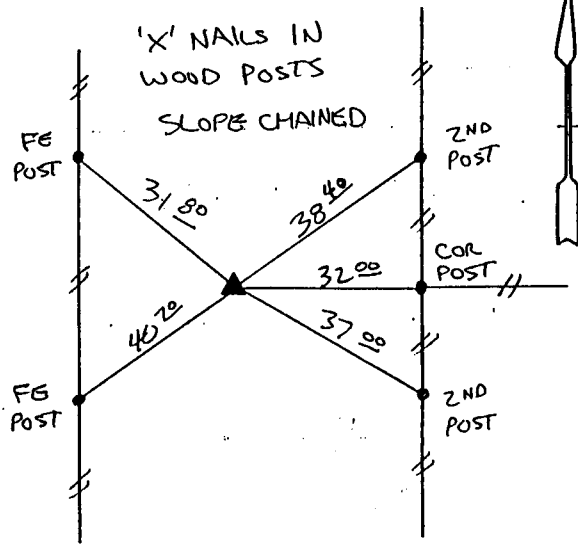 'X' NAILS IN
WOOD POSTS
SLOPE CHAINED
FE
POST
2ND
POST
31 80
38 40
COR
POST
32 00
40 20
37 00
FE
POST
2ND
POST